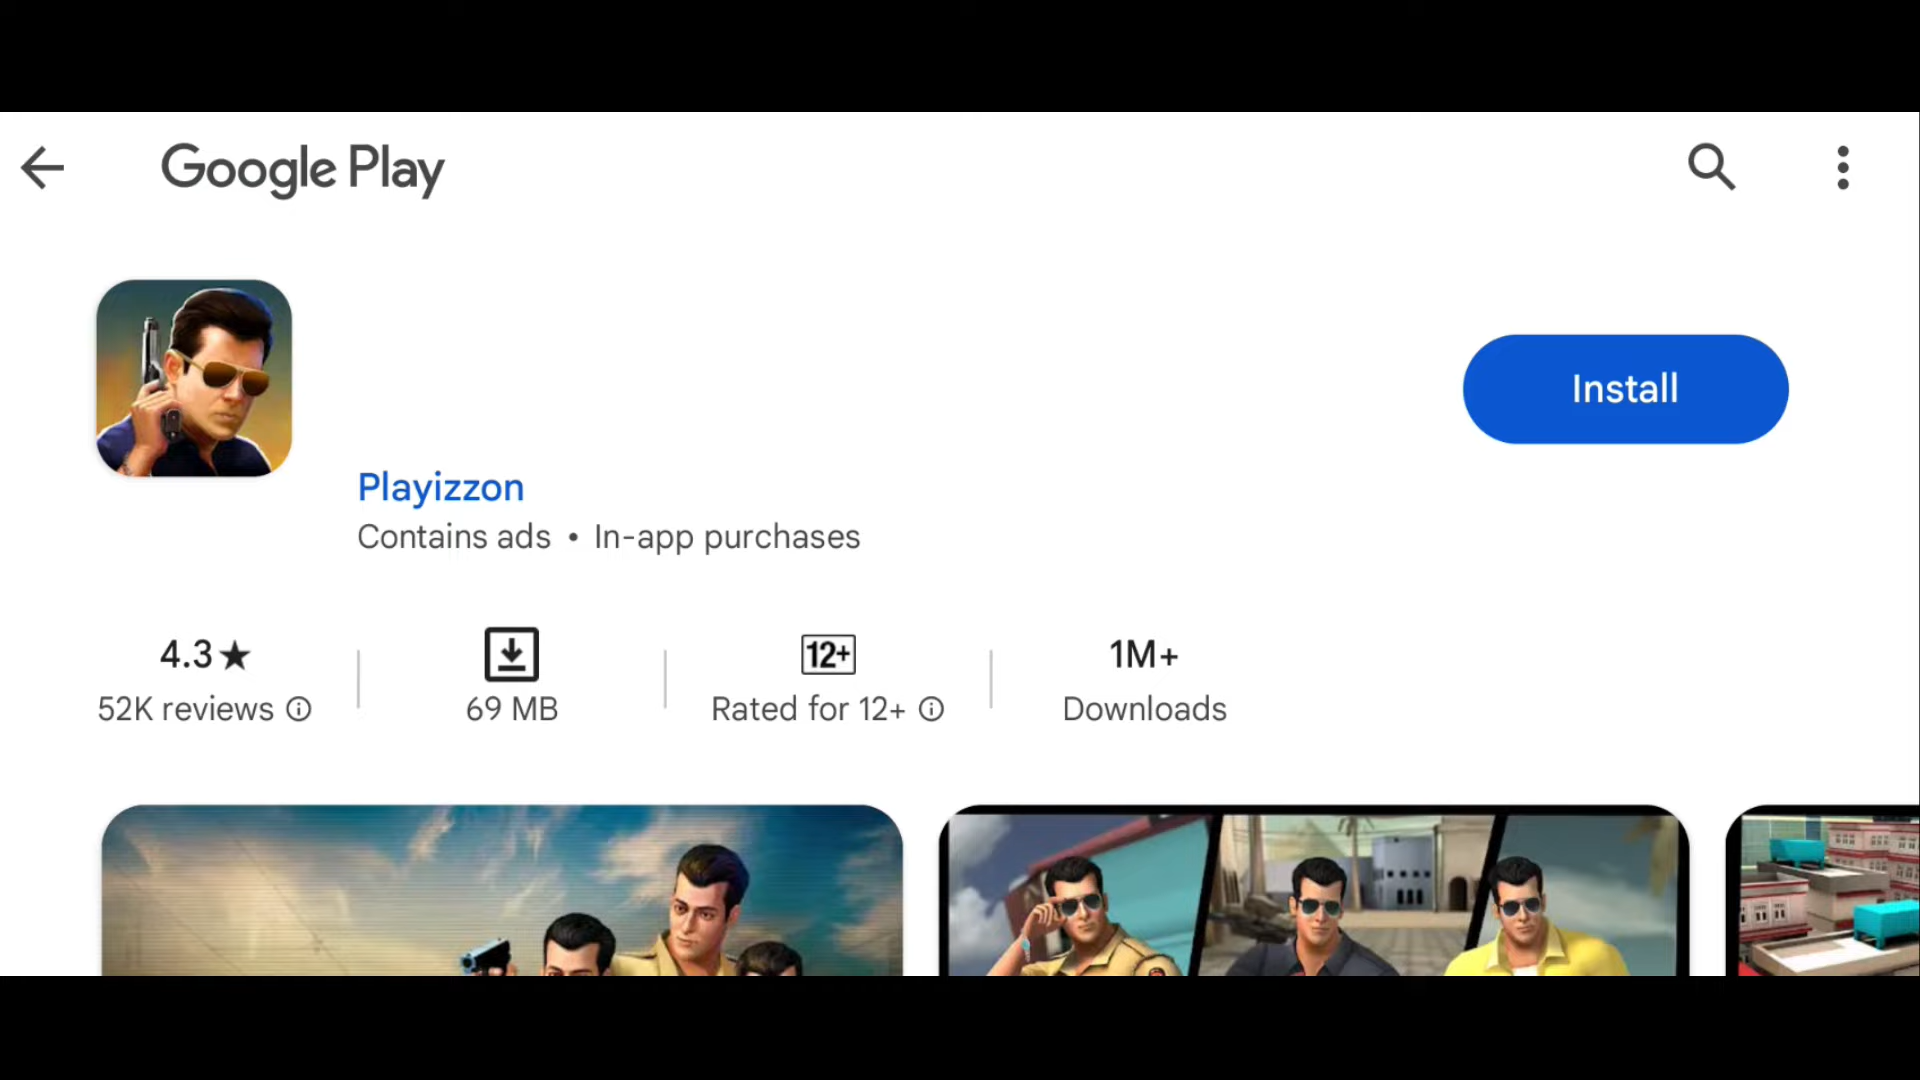 Google Play
Install
Playizzon
Contains ads • In-app purchases
4.3★
12+
1M+
52K reviews
69 MB
Rated for 12+
Downloads